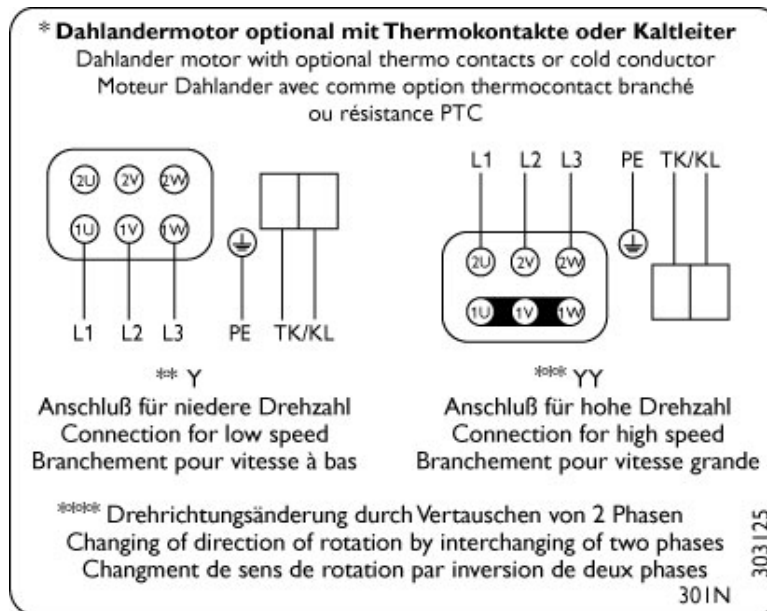 * Dahlandermotor optional mit Thermokontakte oder Kaltleiter
Dahlander motor with optional thermo contacts or cold conductor
Moteur Dahlander avec comme option thermocontact branché
ou résistance PTC
2U 2V 2W
1U 1V 1W
L1 L2 L3 PE TK/KL
** Y
Anschluß für niedere Drehzahl
Connection for low speed
Branchement pour vitesse à bas
L1 L2 L3 PE TK/KL
2U 2V 2W
1U 1V 1W
*** YY
Anschluß für hohe Drehzahl
Connection for high speed
Branchement pour vitesse grande
**** Drehrichtungsänderung durch Vertauschen von 2 Phasen
Changing of direction of rotation by interchanging of two phases
Changment de sens de rotation par inversion de deux phases
301N
303125